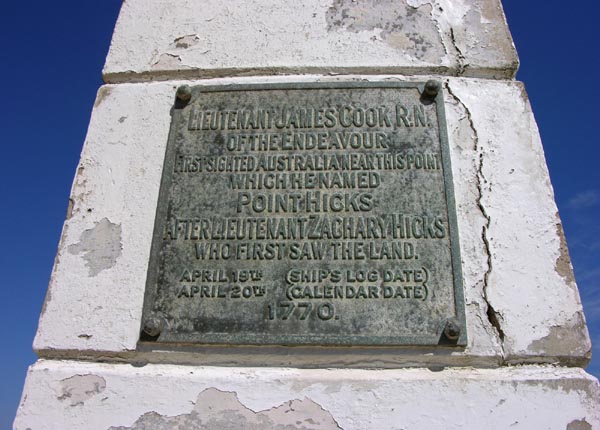 LIEUTENANT JAMES COOK R.N.
OF THE ENDEAVOUR
FIRST SIGHTED AUSTRALIA NEAR THIS POINT,
WHICH HE NAMED
POINT HICKS
AFTER LIEUTENANT ZACHARY HICKS
WHO FIRST SAW THE LAND.
APRIL 19TH (SHIP'S LOG DATE)
APRIL 20TH (CALENDAR DATE)
1770.